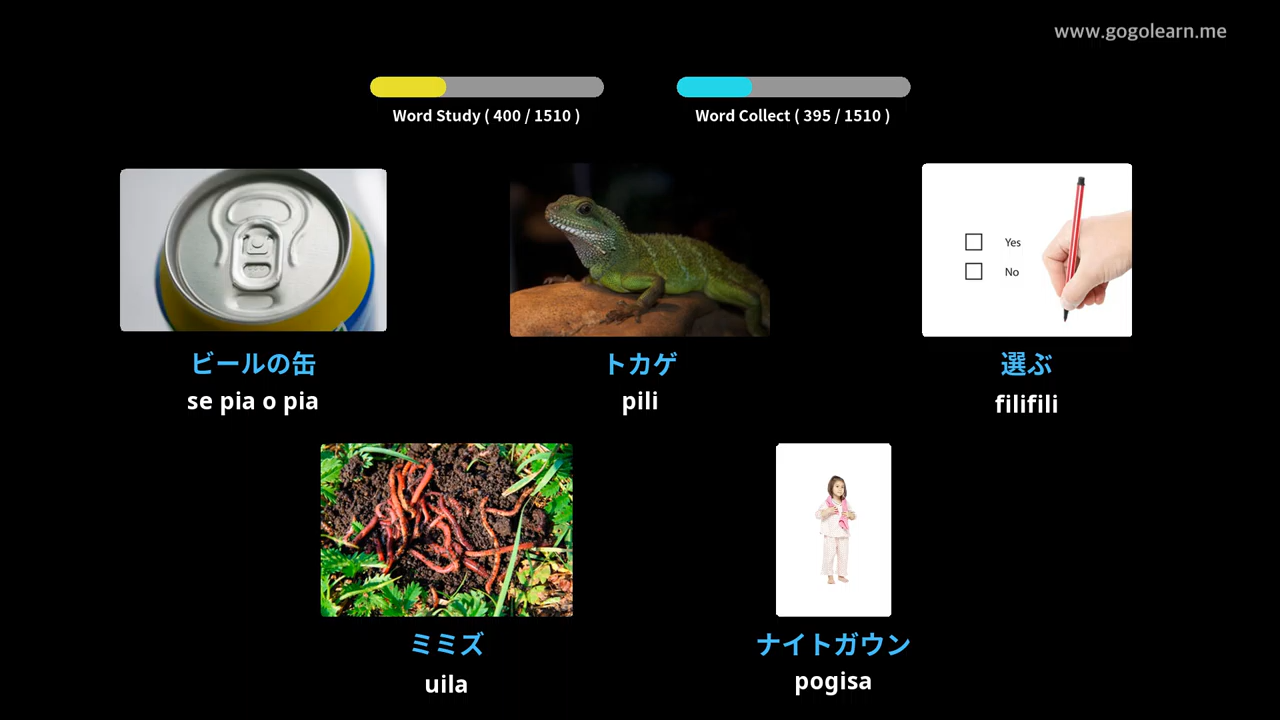 www.gogolearn.me
Word Study ( 400 / 1510 )
Word Collect ( 395 / 1510 )
Yes
No
ビールの缶
se pia o pia
トカゲ
pili
選ぶ
filifili
ミミズ
uila
ナイトガウン
pogisa